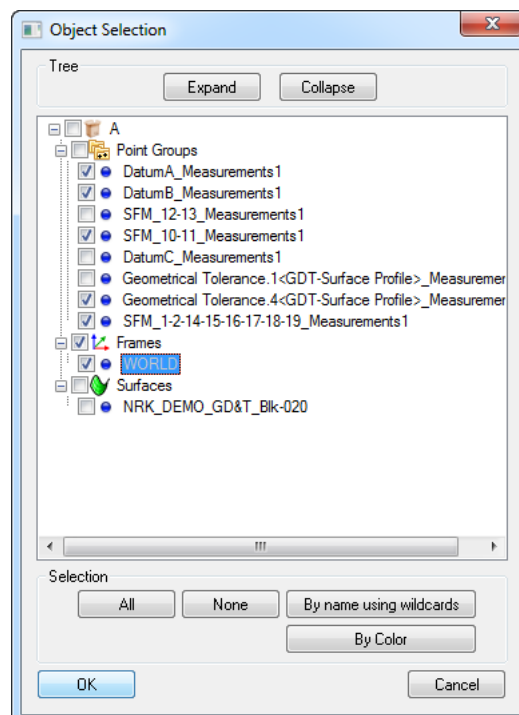 Object Selection
X
Tree
Expand
Collapse
A
Point Groups
DatumA_Measurements1
DatumB_Measurements1
SFM_12-13_Measurements1
SFM_10-11_Measurements1
DatumC_Measurements1
Geometrical Tolerance.1<GDT-Surface Profile>_Measuremer
Geometrical Tolerance.4<GDT-Surface Profile>_Measuremer
SFM_1-2-14-15-16-17-18-19_Measurements1
Frames
WORLD
Surfaces
NRK_DEMO_GD&T_Blk-020
Selection
All
None
By name using wildcards
By Color
OK
Cancel